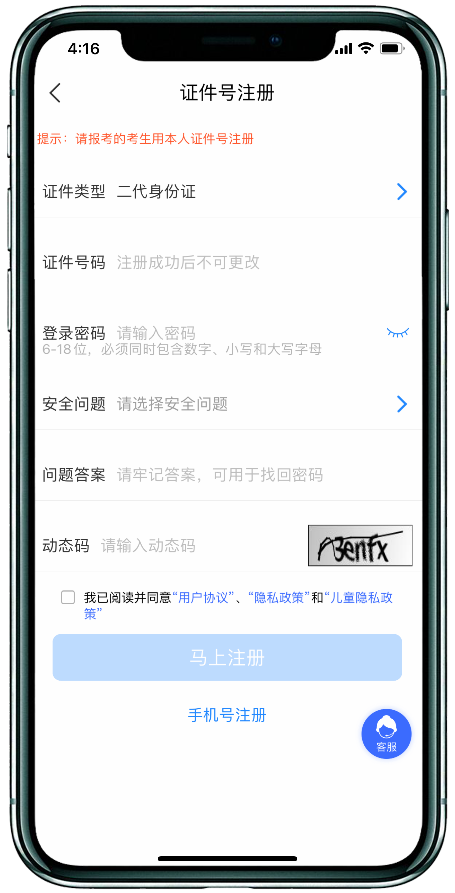 4:16
证件号注册
提示：请报考的考生用本人证件号注册
证件类型 二代身份证
证件号码 注册成功后不可更改
登录密码 请输入密码
6-18位，必须同时包含数字、小写和大写字母
安全问题 请选择安全问题
问题答案 请牢记答案，可用于找回密码
动态码 请输入动态码
我已阅读并同意“用户协议”、“隐私政策”和“儿童隐私政
策”
马上注册
手机号注册
客服